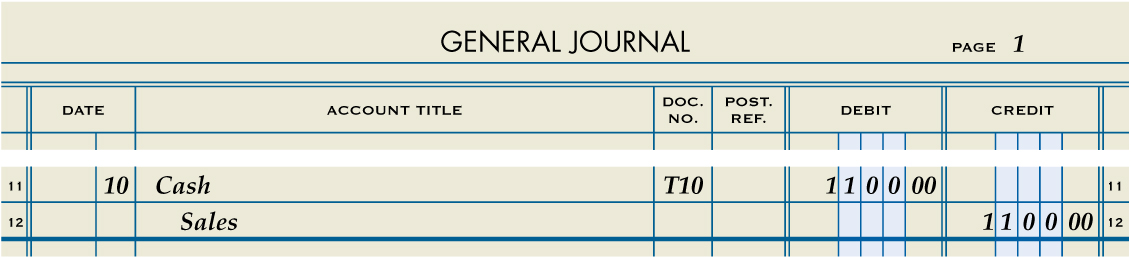 GENERAL JOURNAL PAGE 1
DATE ACCOUNT TITLE DOC. NO. POST. REF. DEBIT CREDIT
11 10 Cash T10 1 1 0 0 00 11
12 Sales 1 1 0 0 00 12